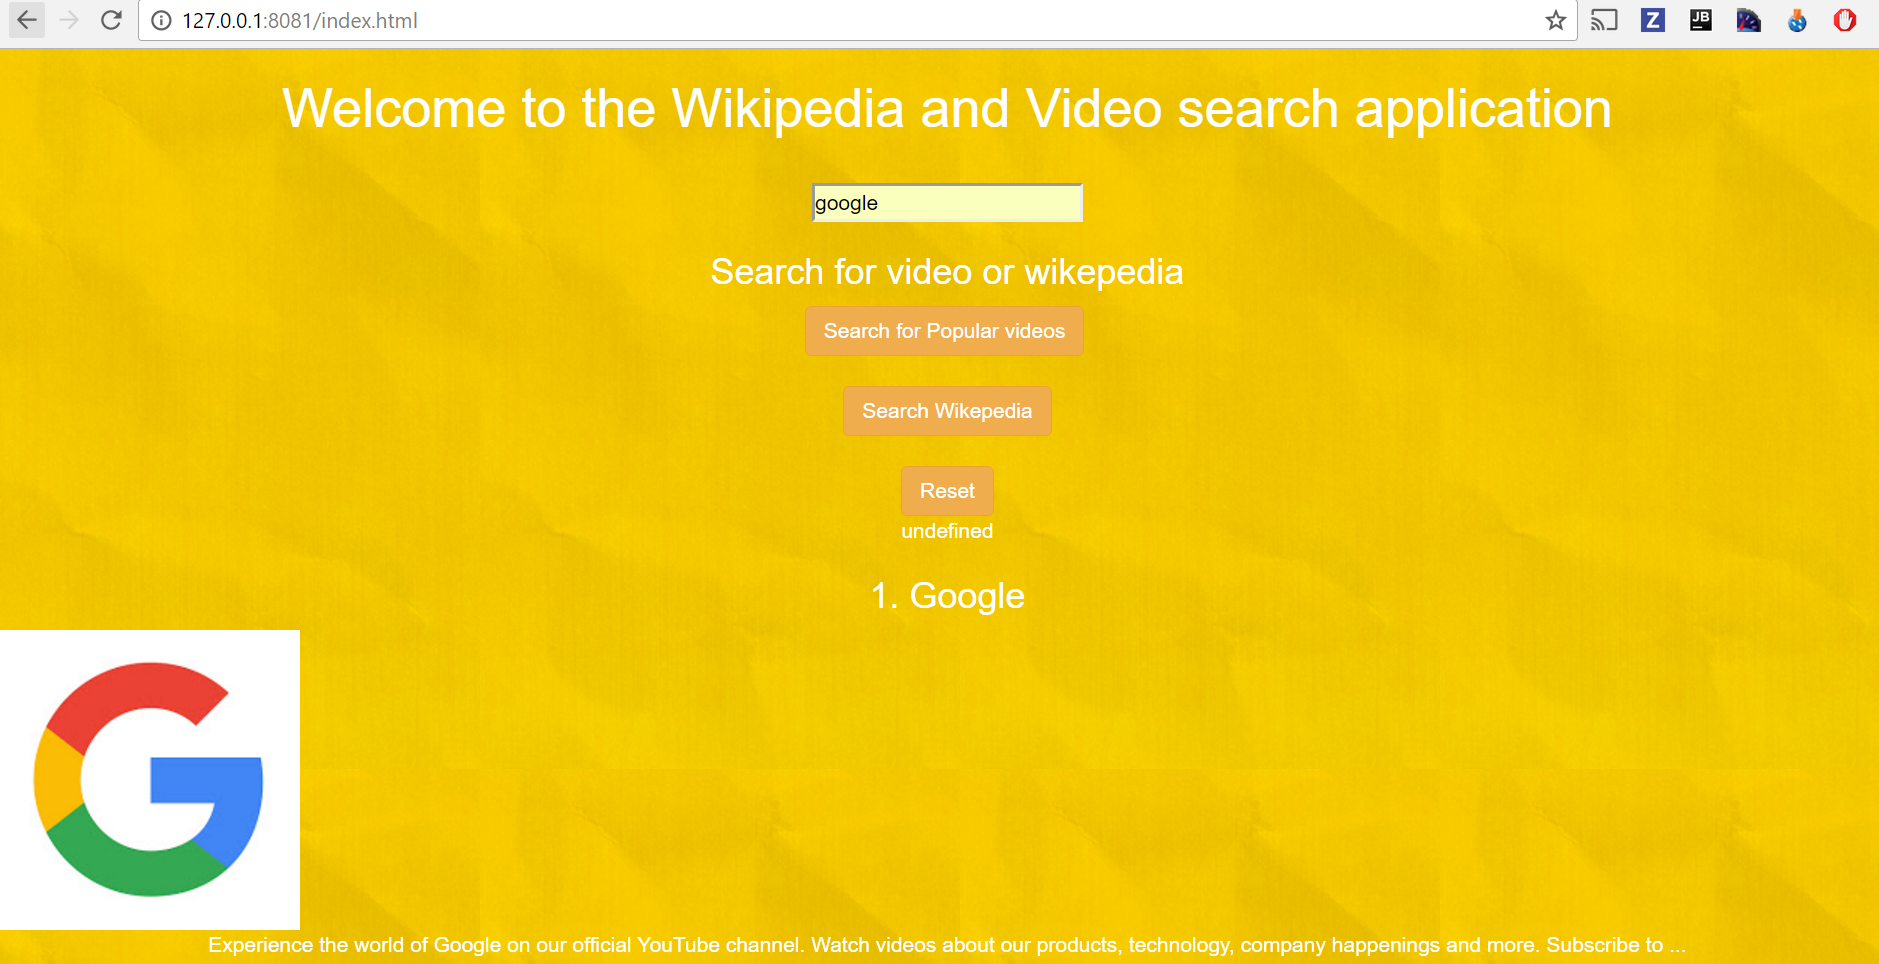 127.0.0.1:8081/index.html
Z
JB
Welcome to the Wikipedia and Video search application
google
Search for video or wikepedia
Search for Popular videos
Search Wikepedia
Reset
undefined
1. Google
G
Experience the world of Google on our official YouTube channel. Watch videos about our products, technology, company happenings and more. Subscribe to ...